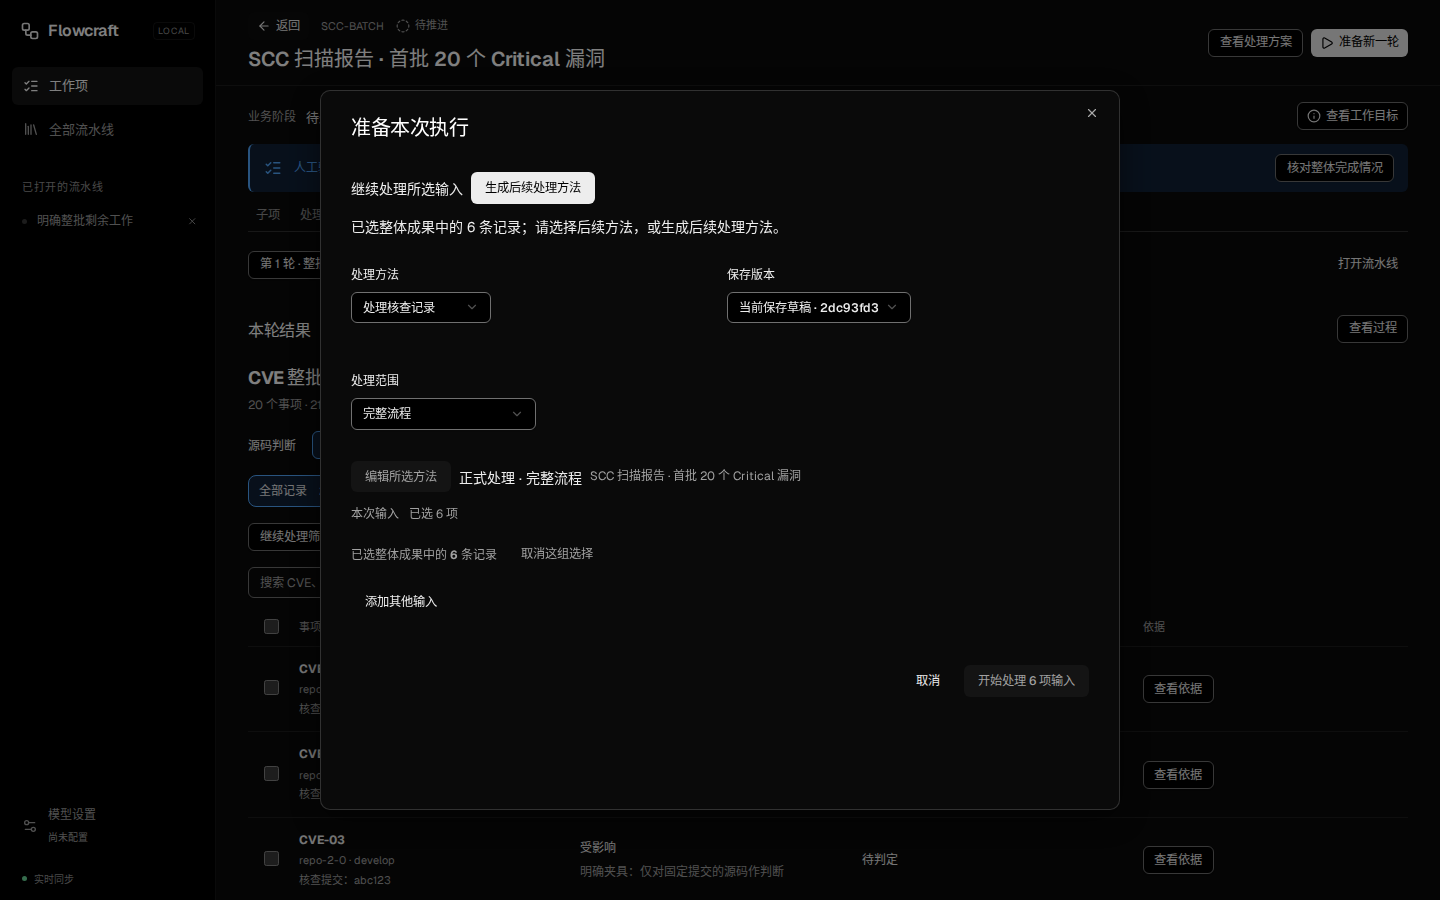 Flowcraft
LOCAL
工作项
全部流水线
已打开的流水线
明确整批剩余工作
模型设置
尚未配置
实时同步
返回 SCC-BATCH 待推进
SCC 扫描报告 · 首批 20 个 Critical 漏洞
查看处理方案 准备新一轮
业务阶段 待
查看工作目标
人工
核对整体完成情况
子项 处理
第 1 轮 · 整批
打开流水线
本轮结果
查看过程
CVE 整批
20 个事项 ·
源码判断
全部记录
继续处理筛
搜索 CVE、
事项
依据
CVE
repo
核查
查看依据
CVE
repo
核查
查看依据
CVE-03
repo-2-0 · develop
核查提交：abc123
受影响
明确夹具：仅对固定提交的源码作判断
待判定
查看依据
准备本次执行
继续处理所选输入 生成后续处理方法
已选整体成果中的 6 条记录；请选择后续方法，或生成后续处理方法。
处理方法 保存版本
处理核查记录 当前保存草稿 · 2dc93fd3
处理范围
完整流程
编辑所选方法 正式处理 · 完整流程 SCC 扫描报告 · 首批 20 个 Critical 漏洞
本次输入 已选 6 项
已选整体成果中的 6 条记录 取消这组选择
添加其他输入
取消 开始处理 6 项输入